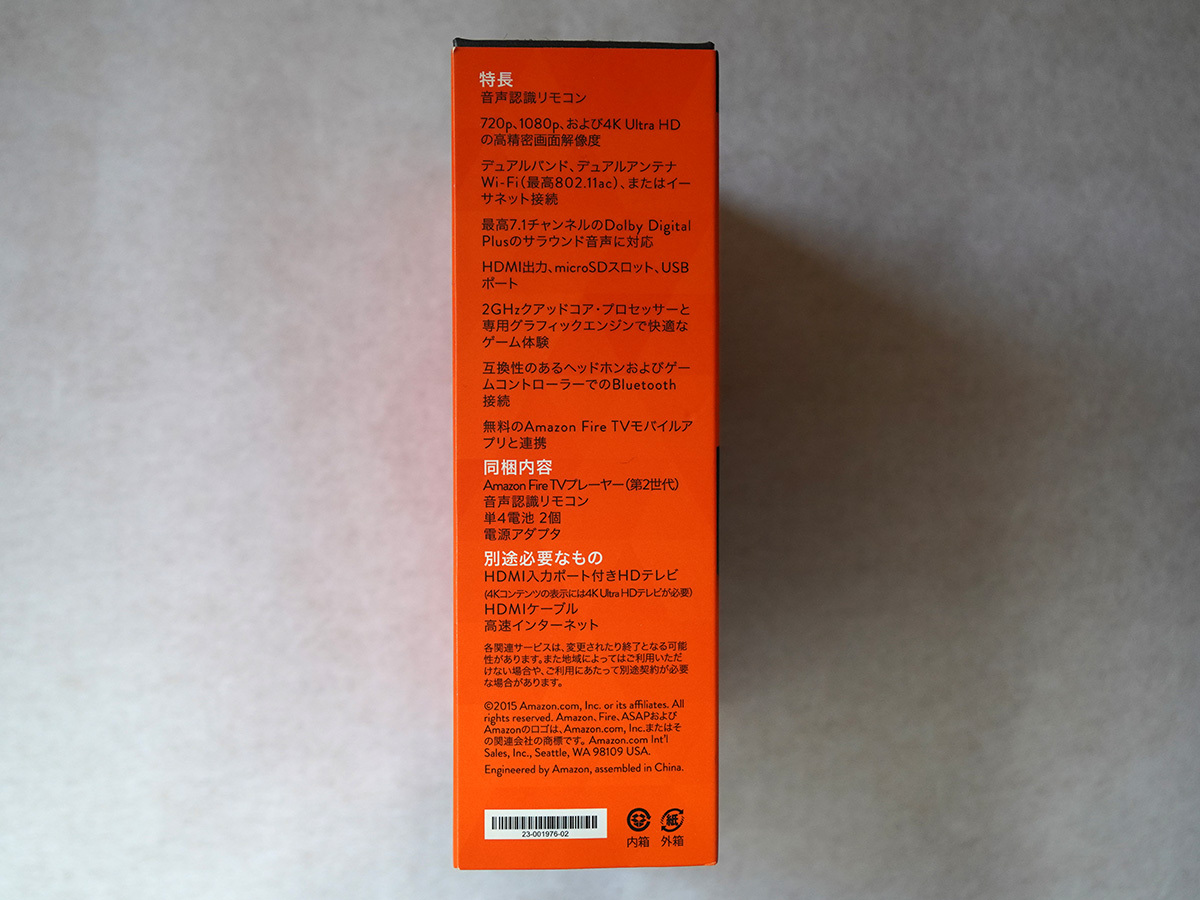 特長
音声認識リモコン
720p、1080p、および4K Ultra HD
の高精密画面解像度
デュアルバンド、デュアルアンテナ
Wi-Fi(最高802.11ac)、またはイー
サネット接続
最高7.1チャンネルのDolby Digital
Plusのサラウンド音声に対応
HDMI出力、microSDスロット、USB
ポート
2GHzクアッドコア・プロセッサーと
専用グラフィックエンジンで快適な
ゲーム体験
互換性のあるヘッドホンおよびゲー
ムコントローラーでのBluetooth
接続
無料のAmazon Fire TVモバイルア
プリと連携
同梱内容
Amazon Fire TVプレーヤー(第2世代)
音声認識リモコン
単4電池 2個
電源アダプタ
別途必要なもの
HDMI入力ポート付きHDテレビ
(4Kコンテンツの表示には4K Ultra HDテレビが必要)
HDMIケーブル
高速インターネット
各関連サービスは、変更されたり終了となる可能
性があります。また地域によってはご利用いただ
けない場合や、ご利用にあたって別途契約が必要
な場合があります。
©2015 Amazon.com, Inc. or its affiliates. All
rights reserved. Amazon、Fire、ASAPおよび
Amazonのロゴは、Amazon.com, Inc.またはそ
の関連会社の商標です。Amazon.com Int'l
Sales, Inc., Seattle, WA 98109 USA.
Engineered by Amazon, assembled in China.
23-001976-02
紙
内箱 外箱